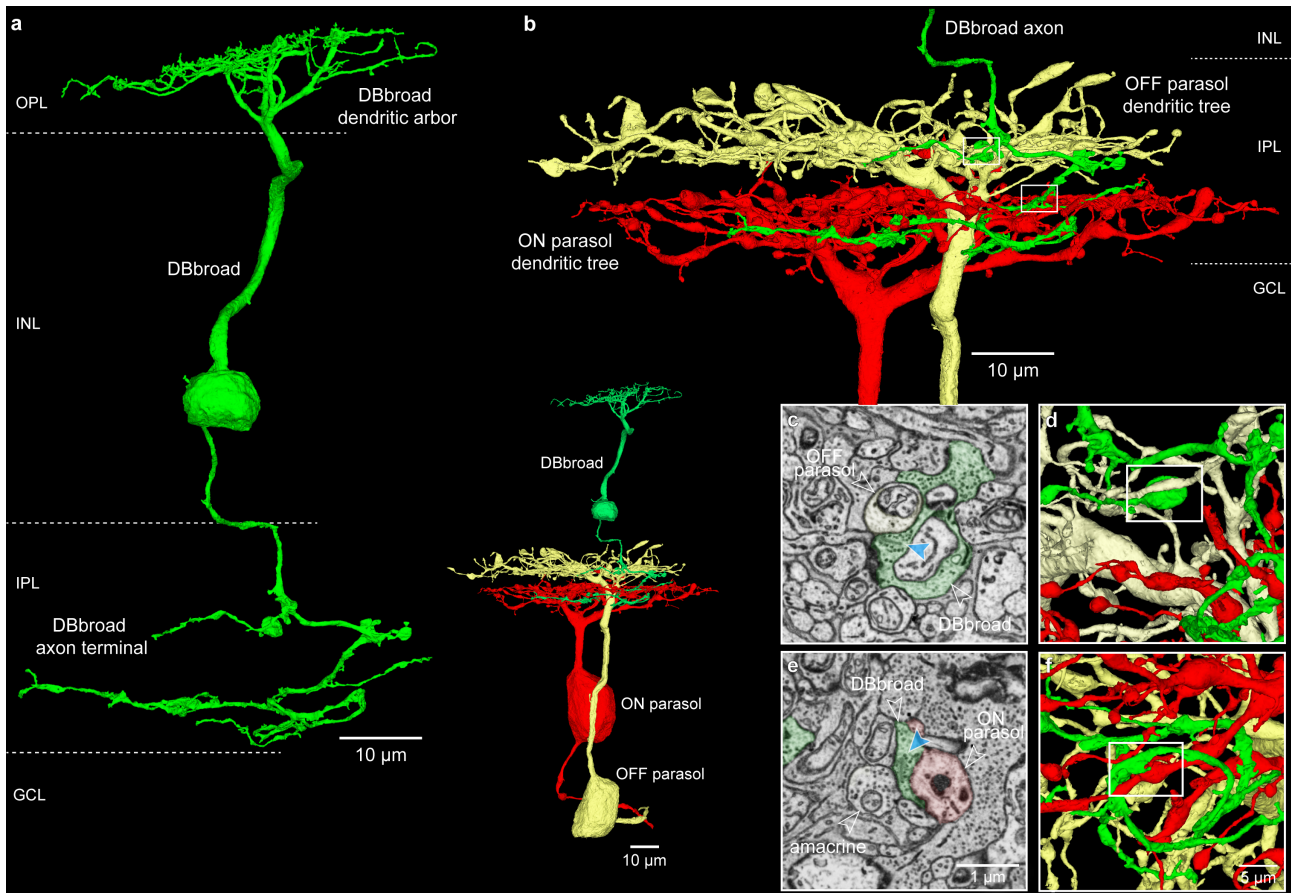 a
OPL
DBbroad
dendritic arbor
DBbroad
INL
IPL
DBbroad
axon terminal
10 µm
GCL
b
DBbroad axon
INL
OFF parasol
dendritic tree
IPL
ON parasol
dendritic tree
GCL
10 µm
DBbroad
ON parasol
OFF parasol
10 µm
c
OFF
parasol
DBbroad
d
e
DBbroad
ON
parasol
amacrine
1 µm
f
5 µm